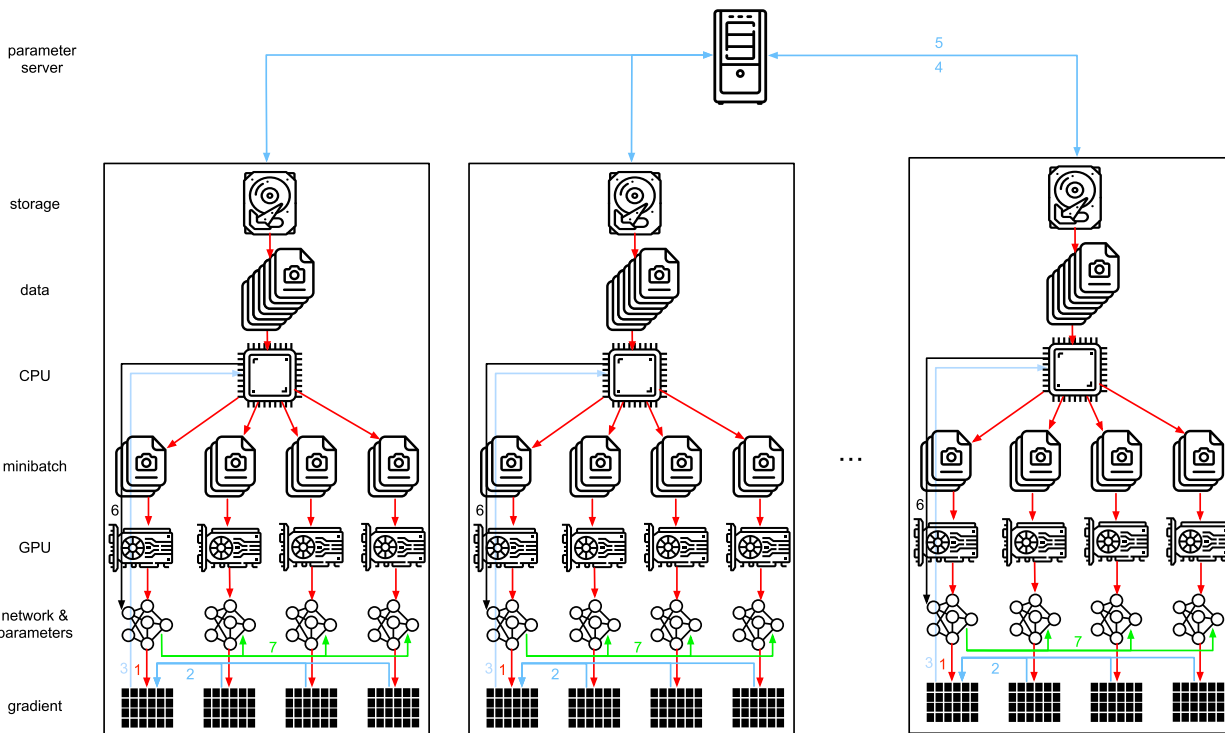 parameter
server
5
4
storage
data
CPU
minibatch
...
6
6
6
GPU
network &
parameters
7
7
7
3
1
2
3
1
2
3
1
2
gradient